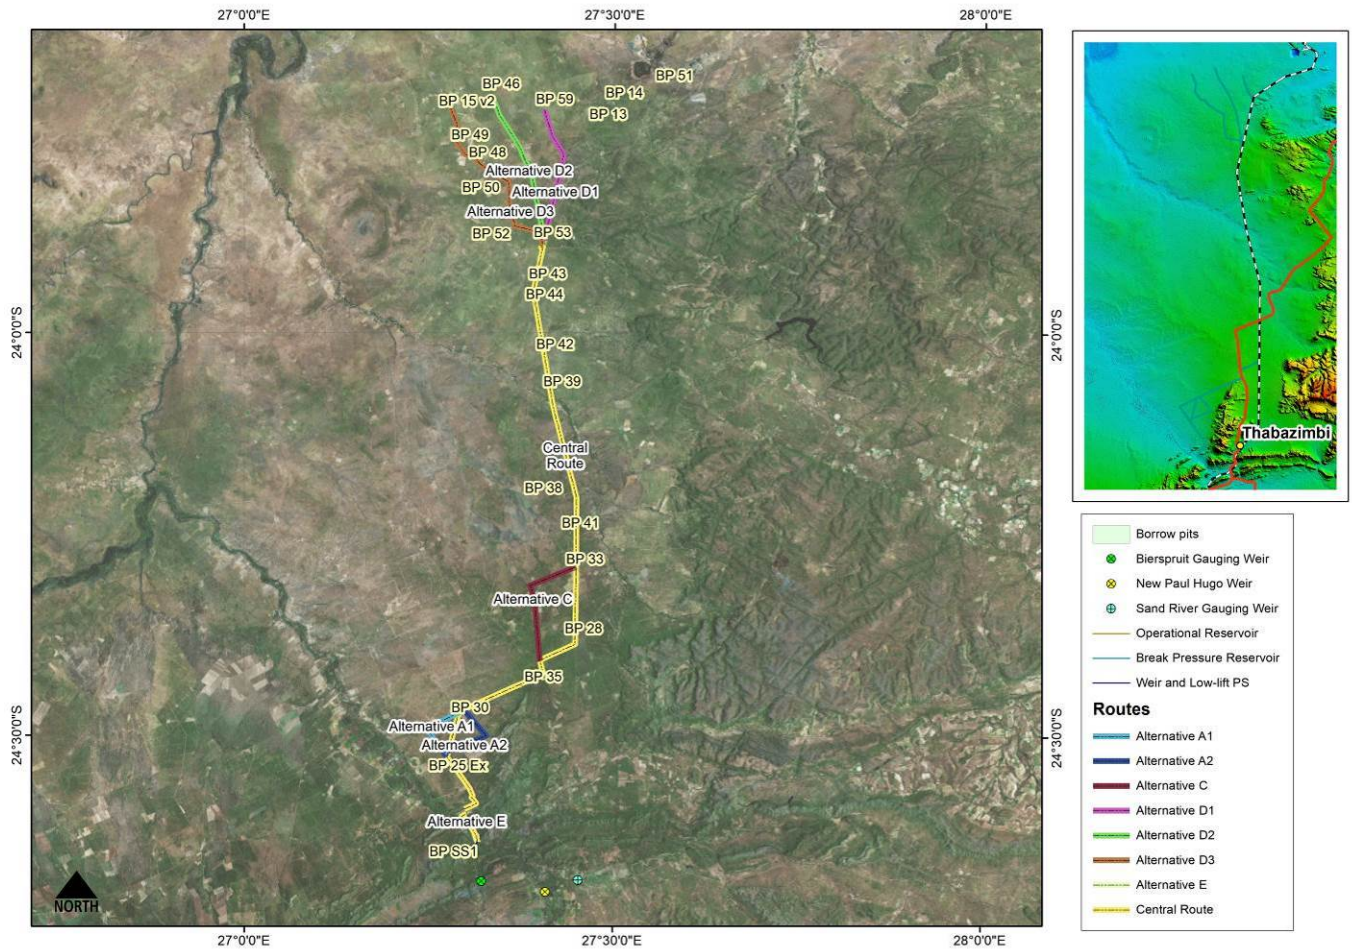 27°0'0"E
27°30'0"E
28°0'0"E
BP 51
BP 46
BP 14
BP 15 v2
BP 59
BP 13
BP 49
BP 48
Alternative D2
BP 50
Alternative D1
Alternative D3
BP 52
BP 53
BP 43
BP 44
24°0'0"S
24°0'0"S
BP 42
BP 39
Central
Route
BP 38
BP 41
BP 33
Alternative C
BP 28
BP 35
BP 30
Alternative A1
24°30'0"S
24°30'0"S
Alternative A2
BP 25 Ex
Alternative E
BP SS1
NORTH
27°0'0"E
27°30'0"E
28°0'0"E
Thabazimbi
Borrow pits
Bierspruit Gauging Weir
New Paul Hugo Weir
Sand River Gauging Weir
Operational Reservoir
Break Pressure Reservoir
Weir and Low-lift PS
Routes
Alternative A1
Alternative A2
Alternative C
Alternative D1
Alternative D2
Alternative D3
Alternative E
Central Route